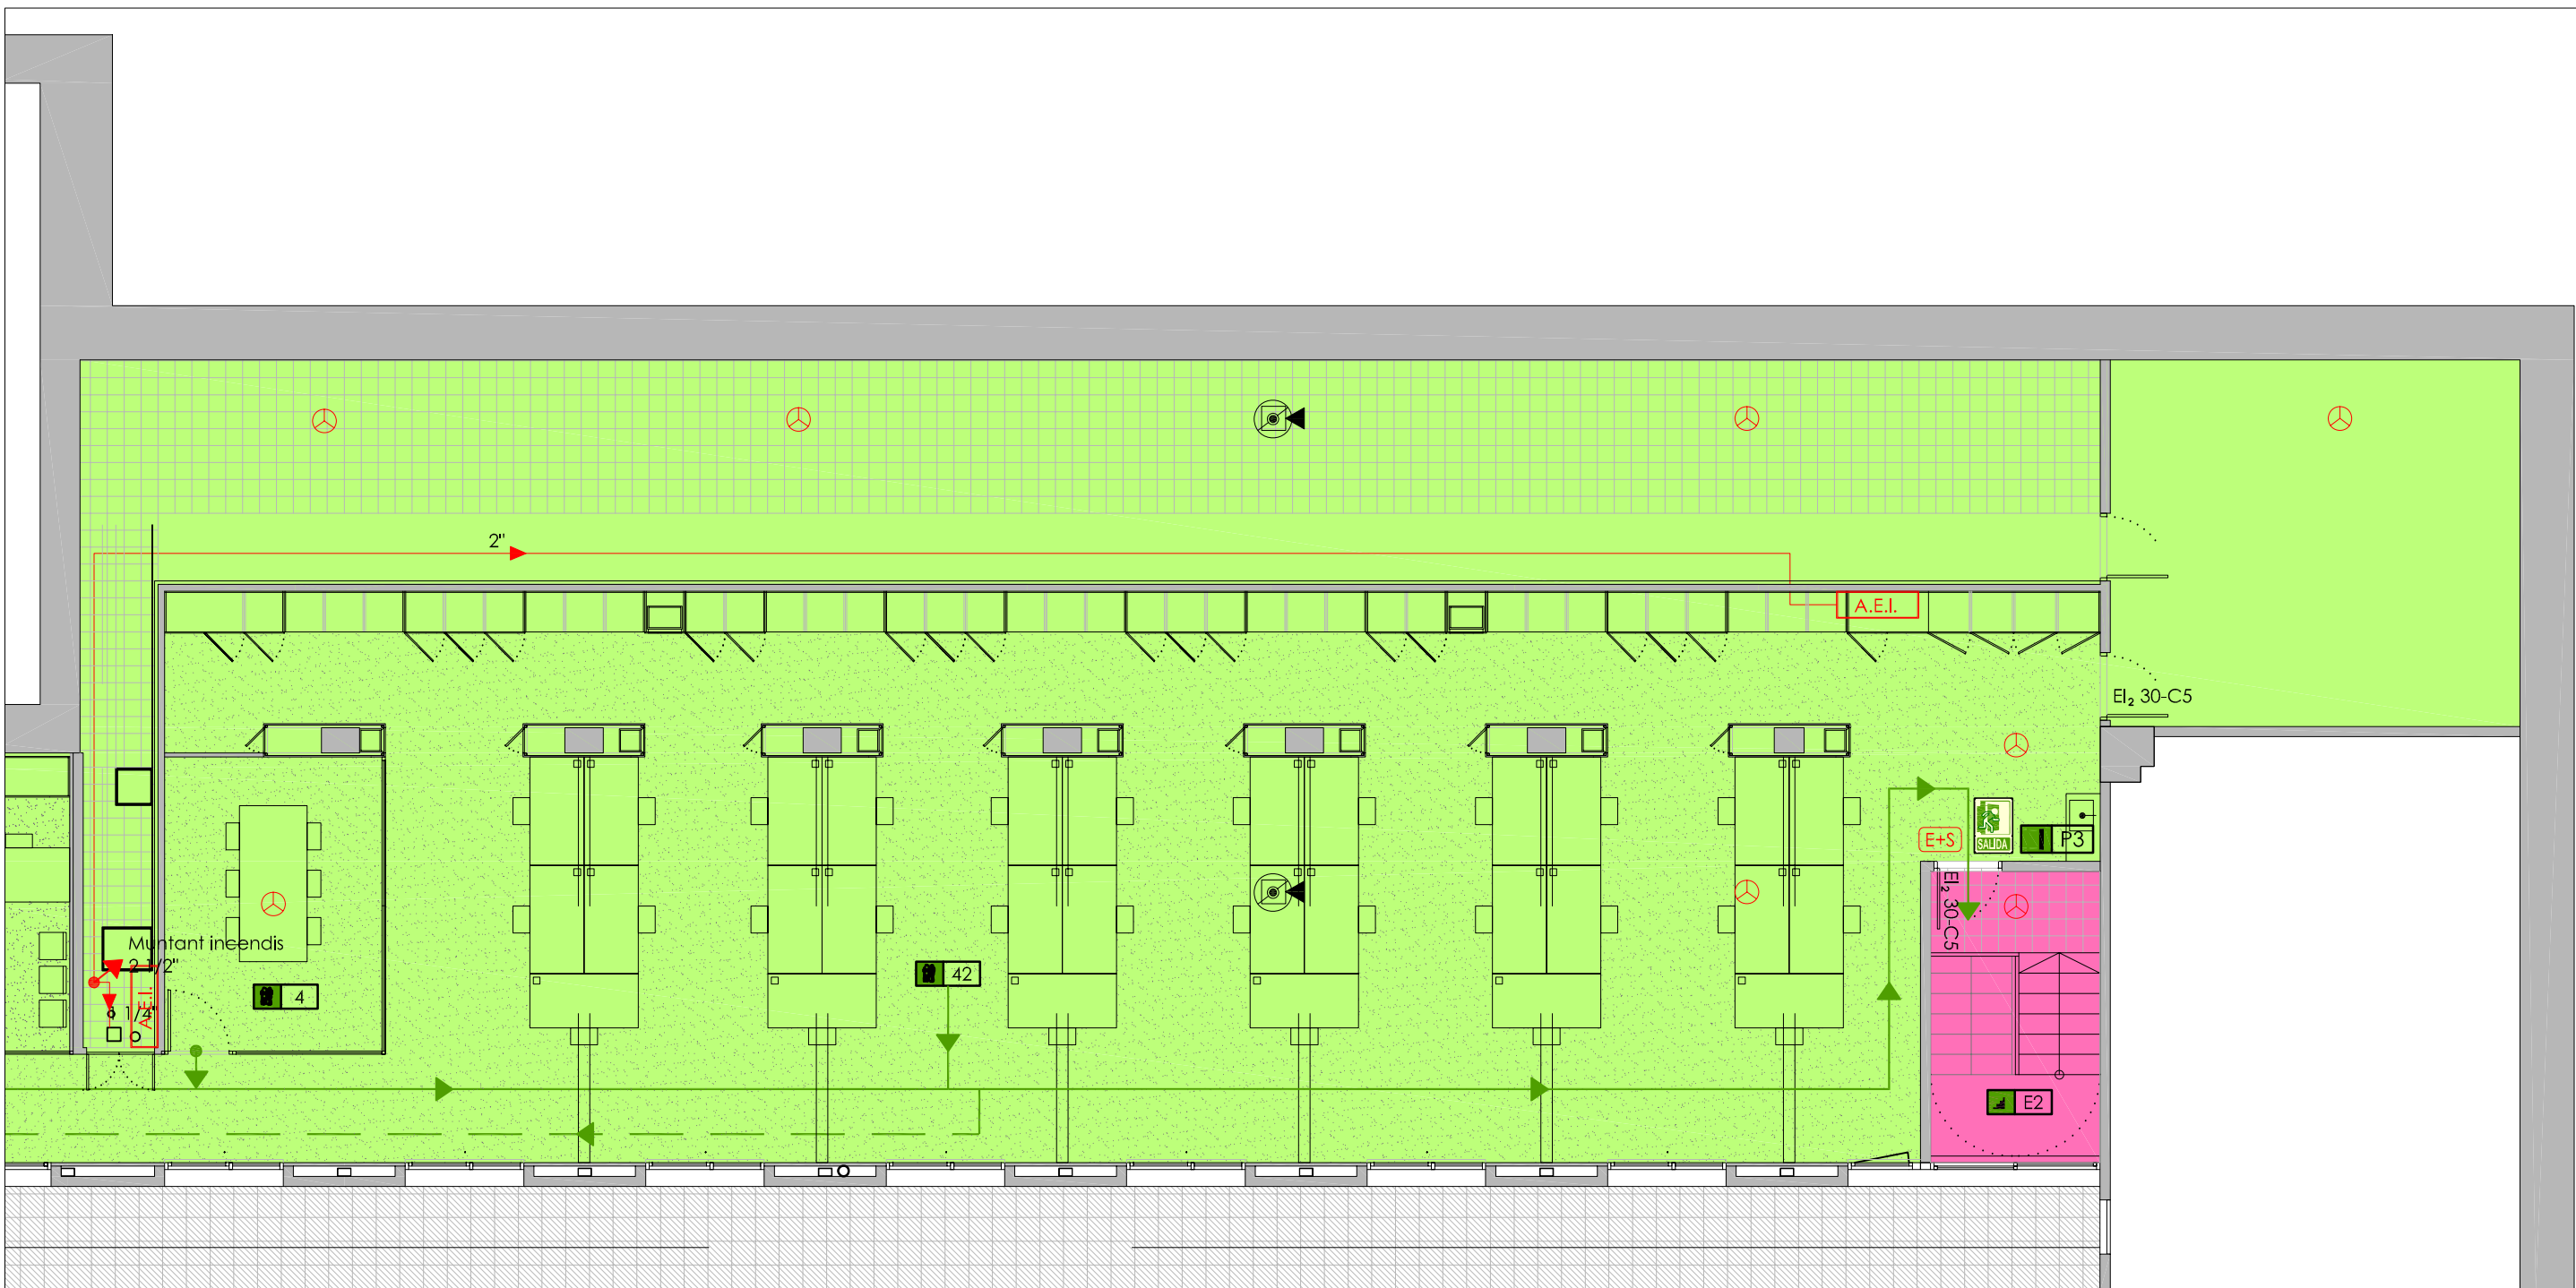 2"
A.E.I.
EI₂ 30-C5
E+S
SALIDA
P3
EI₂ 30-C5
Muntant incendis
2 1/2"
42
4
A.E.I.
1/4"
E2